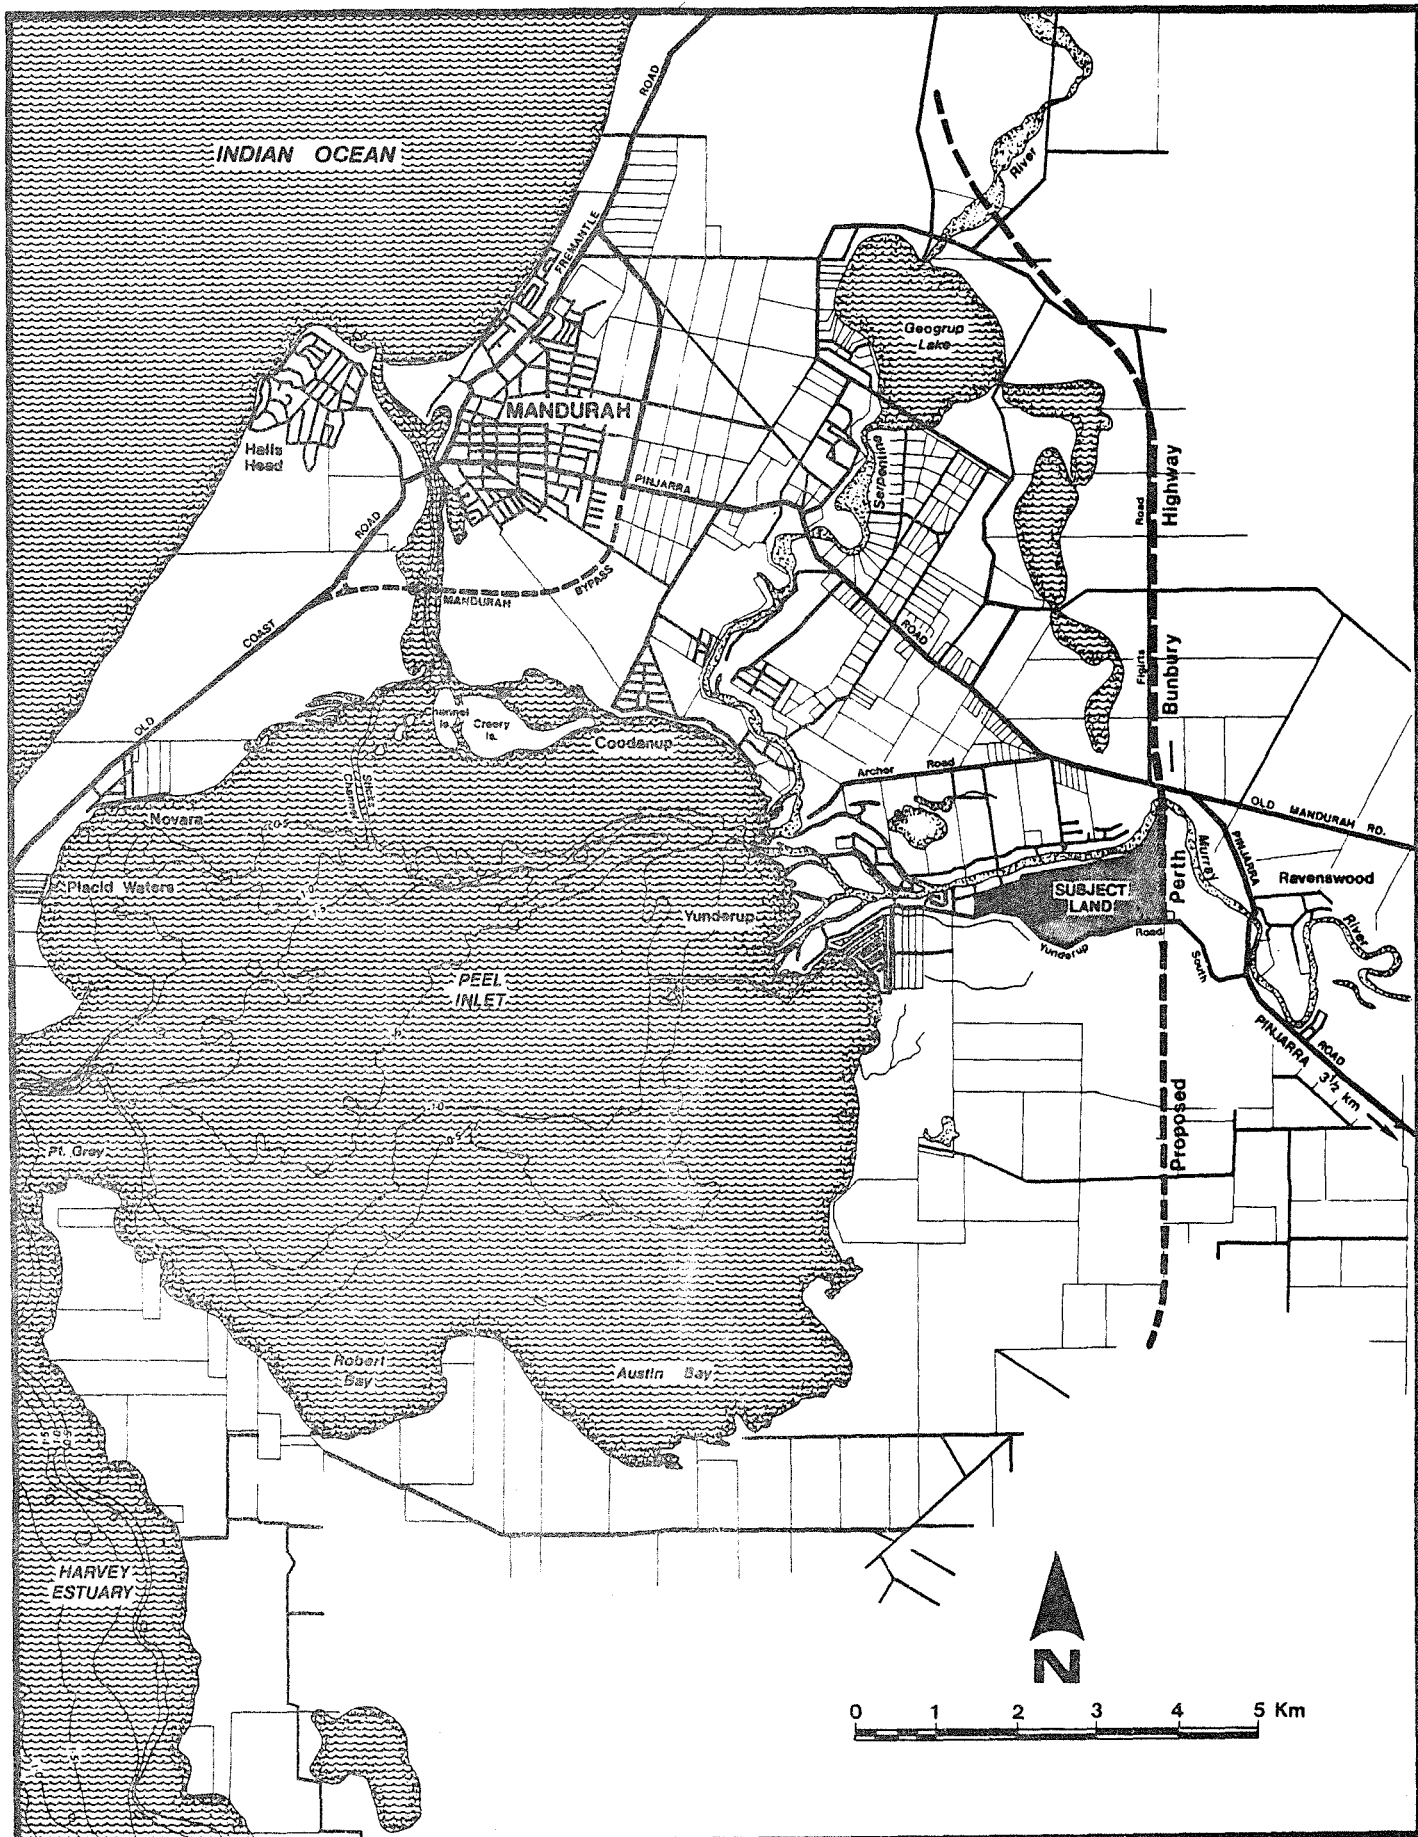 INDIAN OCEAN
ROAD
River
FREMANTLE
Geogrup
Lake
MANDURAH
Halls
Head
PINJARRA
Serpentine
Road
Highway
ROAD
MANDURAH
BYPASS
COAST
OLD
ROAD
Fiegerts
Bunbury
Channel
Is.
Creery
Is.
Coodanup
Sticks
Channel
Archer Road
Novara
OLD MANDURAH RD.
PINJARRA
Murray
Placid Waters
Perth
Ravenswood
SUBJECT
LAND
Yunderup
River
Yunderup
Road
South
PEEL
INLET
PINJARRA
ROAD
3½ km
Proposed
Pt. Grey
Robert
Bay
Austin Bay
HARVEY
ESTUARY
N
0 1 2 3 4 5 Km